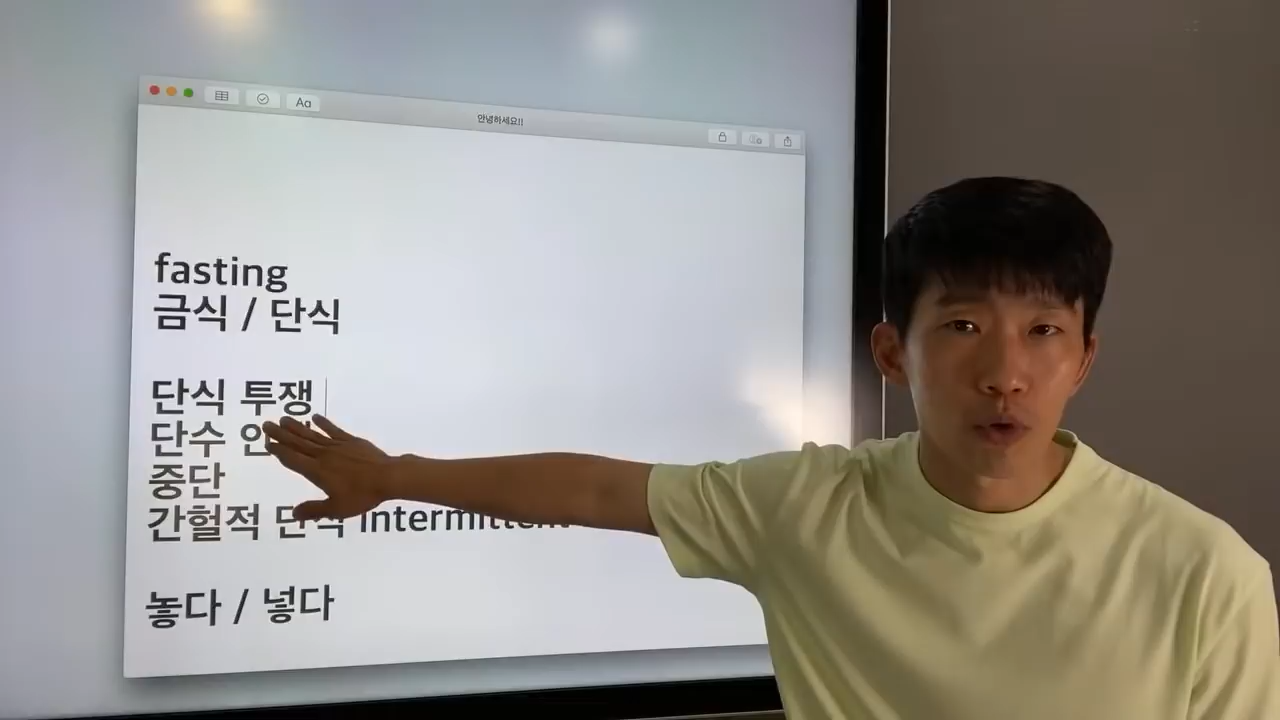 Aa
안녕하세요!!
fasting
금식 / 단식
단식 투쟁
단수
중단
간헐적 단식
놓다 / 넣다